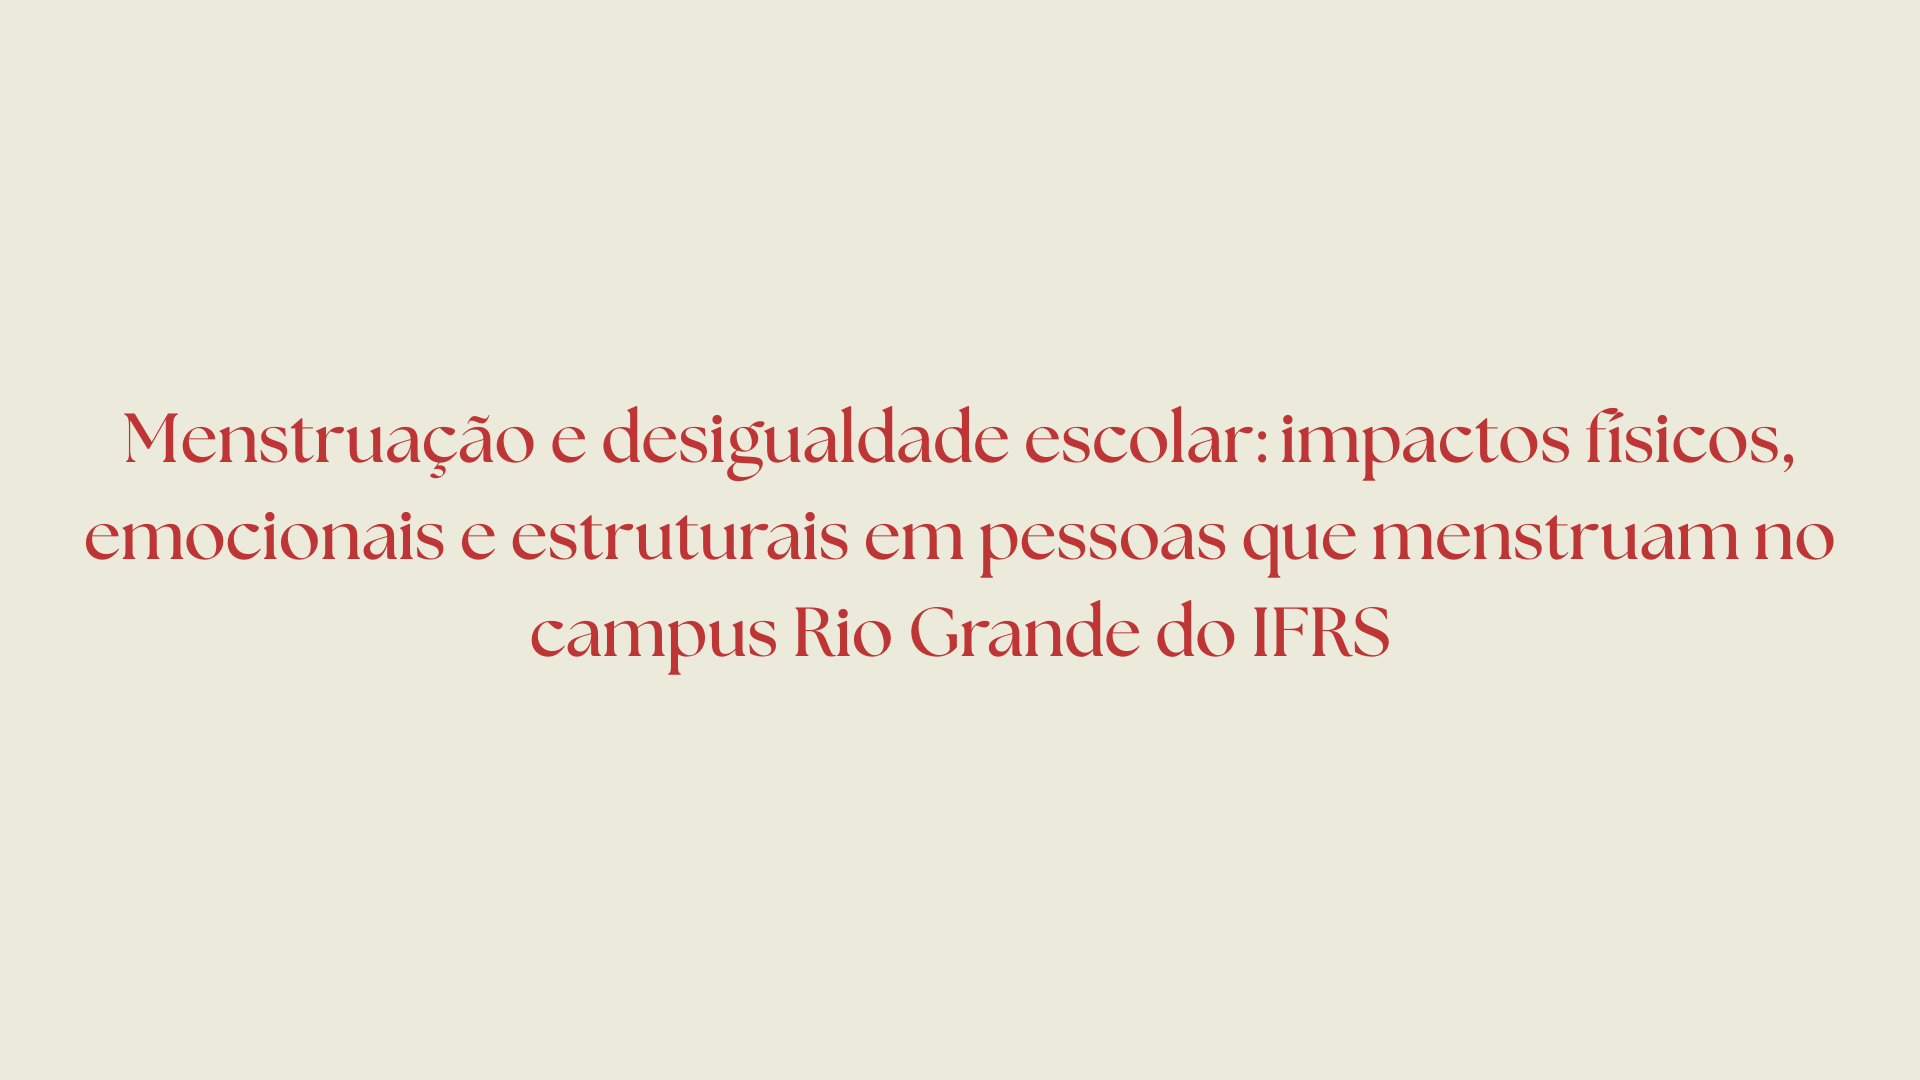 Menstruação e desigualdade escolar: impactos físicos,
emocionais e estruturais em pessoas que menstruam no
campus Rio Grande do IFRS